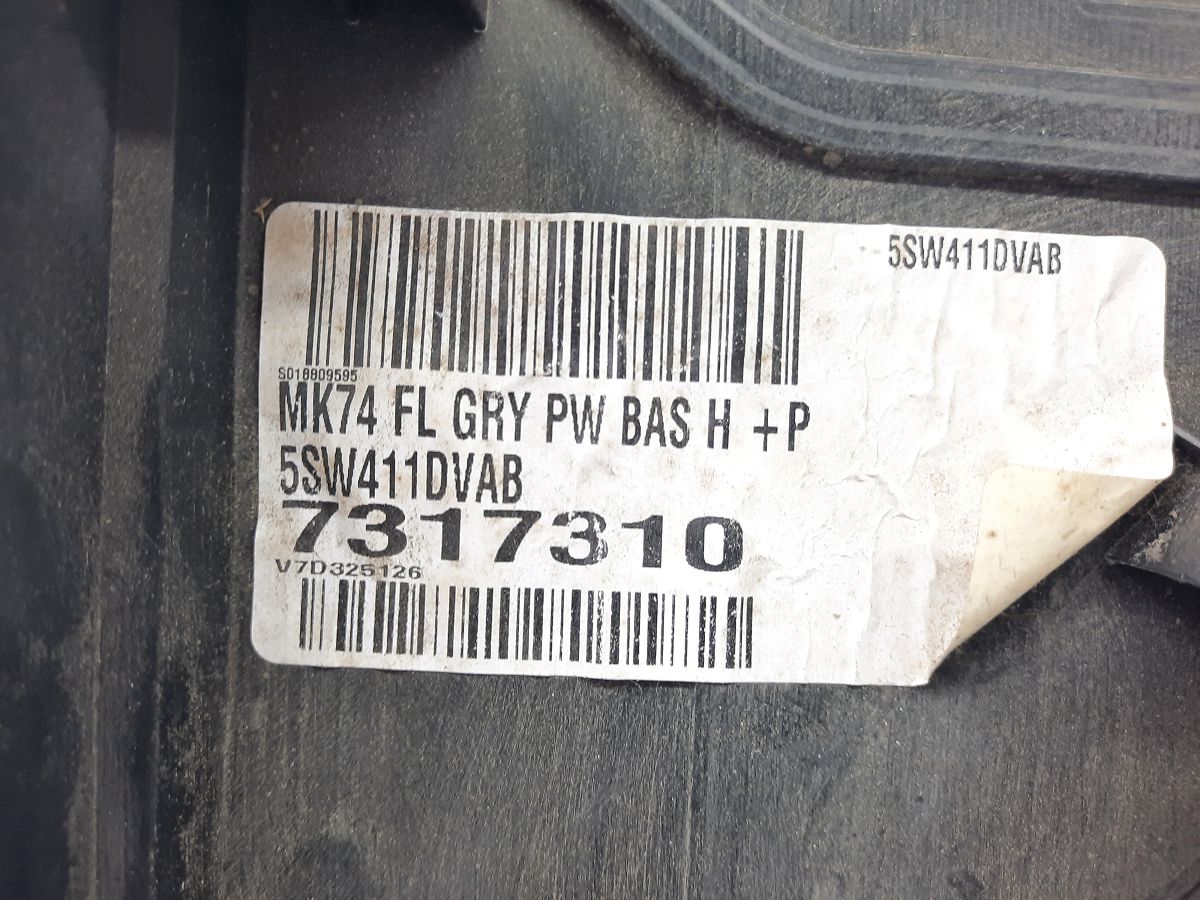 5SW411DVAB
S018809595
MK74 FL GRY PW BAS H +P
5SW411DVAB
7317310
V7D325126